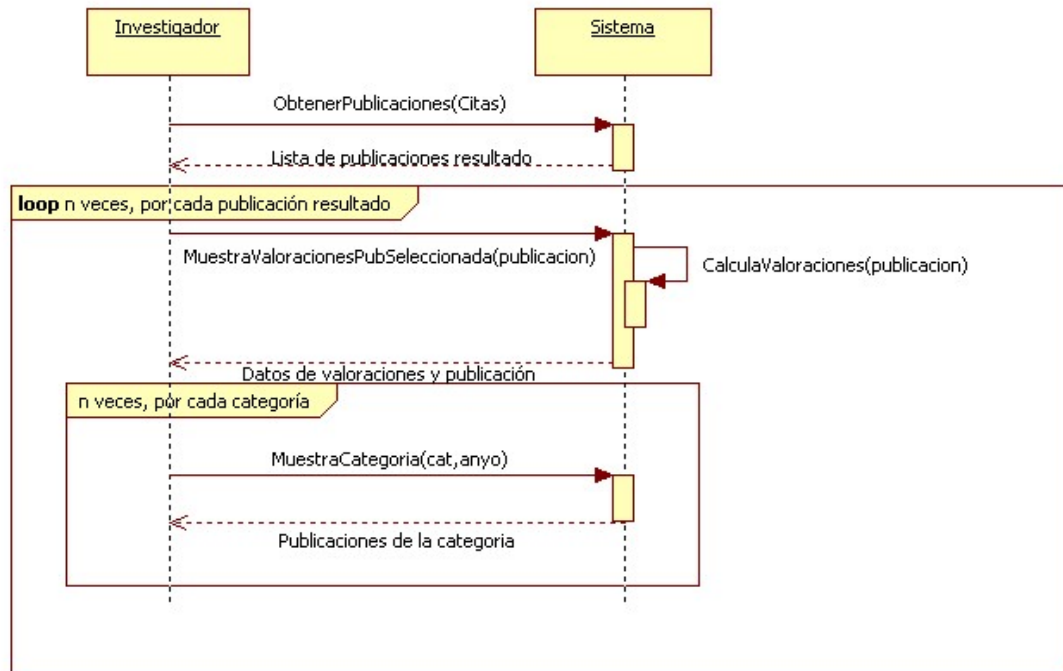 Investigador
Sistema
ObtenerPublicaciones(Citas)
Lista de publicaciones resultado
loop n veces, por cada publicación resultado
MuestraValoracionesPubSeleccionada(publicacion)
CalculaValoraciones(publicacion)
Datos de valoraciones y publicación
n veces, por cada categoría
MuestraCategoria(cat,anyo)
Publicaciones de la categoria